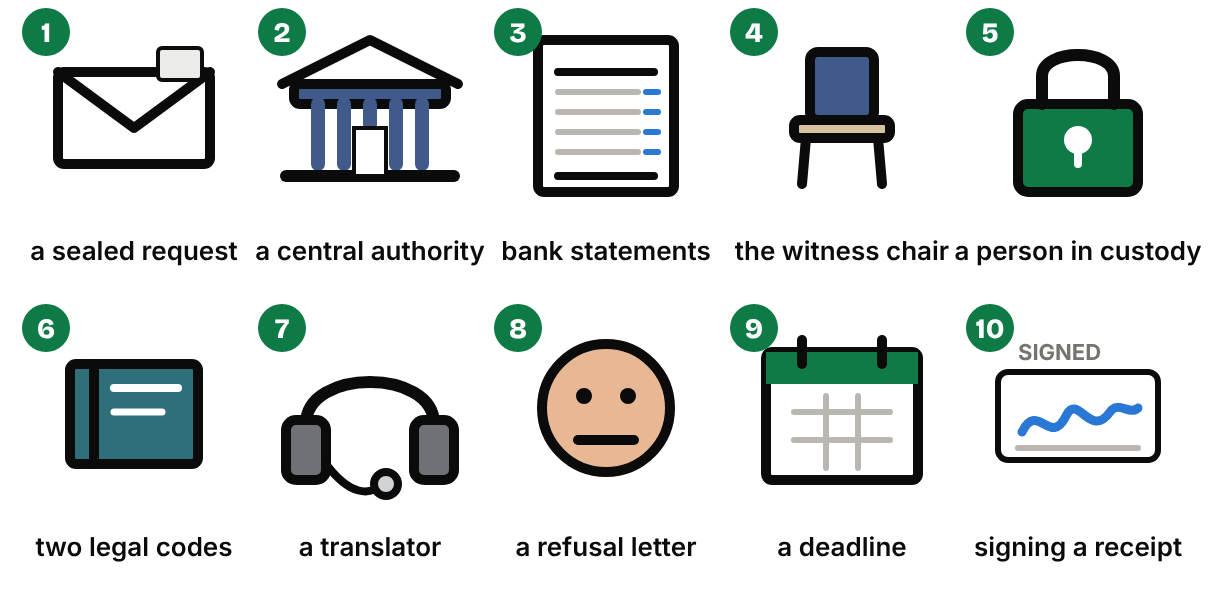 1
2
3
4
5
a sealed request
a central authority
bank statements
the witness chair
a person in custody
6
7
8
9
10
SIGNED
two legal codes
a translator
a refusal letter
a deadline
signing a receipt